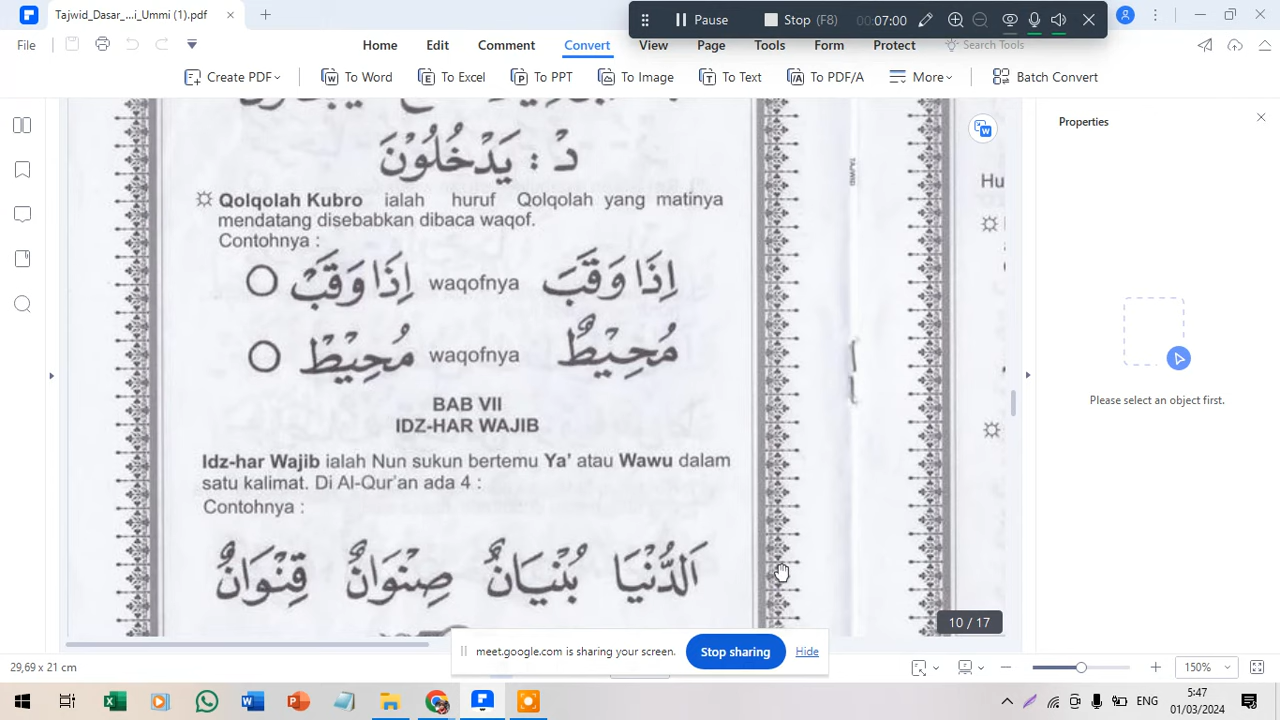 Tajwid_Dasar_...i_Ummi (1).pdf
Pause
Stop (F8)
00:07:00
File
Home
Edit
Comment
Convert
View
Page
Tools
Form
Protect
Search Tools
Create PDF
To Word
To Excel
To PPT
To Image
To Text
To PDF/A
More
Batch Convert
د : يَدْخُلُوْنَ
Qolqolah Kubro ialah huruf Qolqolah yang matinya
mendatang disebabkan dibaca waqof.
Contohnya :
اِذَا وَقَبَ waqofnya اِذَا وَقَبْ
مُحِيْطٌ waqofnya مُحِيْطْ
BAB VII
IDZ-HAR WAJIB
Idz-har Wajib ialah Nun sukun bertemu Ya' atau Wawu dalam
satu kalimat. Di Al-Qur'an ada 4 :
Contohnya :
اَلدُّنْيَا بُنْيَانٌ صِنْوَانٌ قِنْوَانٌ
TAJWID
Hu
Properties
Please select an object first.
10 / 17
meet.google.com is sharing your screen.
Stop sharing
Hide
29,69 x 21 cm
150%
ENG
5:47
01/03/2024